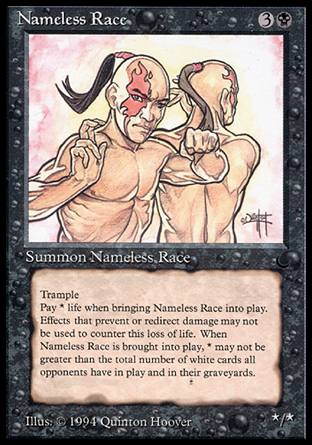 Nameless Race 3
Summon Nameless Race
Trample
Pay * life when bringing Nameless Race into play.
Effects that prevent or redirect damage may not
be used to counter this loss of life. When
Nameless Race is brought into play, * may not be
greater than the total number of white cards all
opponents have in play and in their graveyards.
Illus. © 1994 Quinton Hoover
*/*